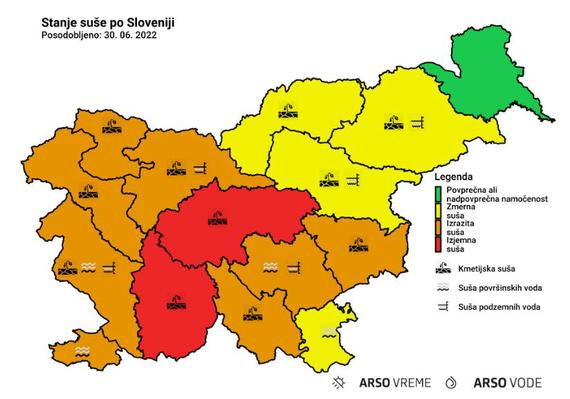 Stanje suše po Sloveniji
Posodobljeno: 30. 06. 2022
Legenda
Povprečna ali
nadpovprečna namočenost
Zmerna
suša
Izrazita
suša
Izjemna
suša
Kmetijska suša
Suša površinskih voda
Suša podzemnih voda
ARSO VREME ARSO VODE